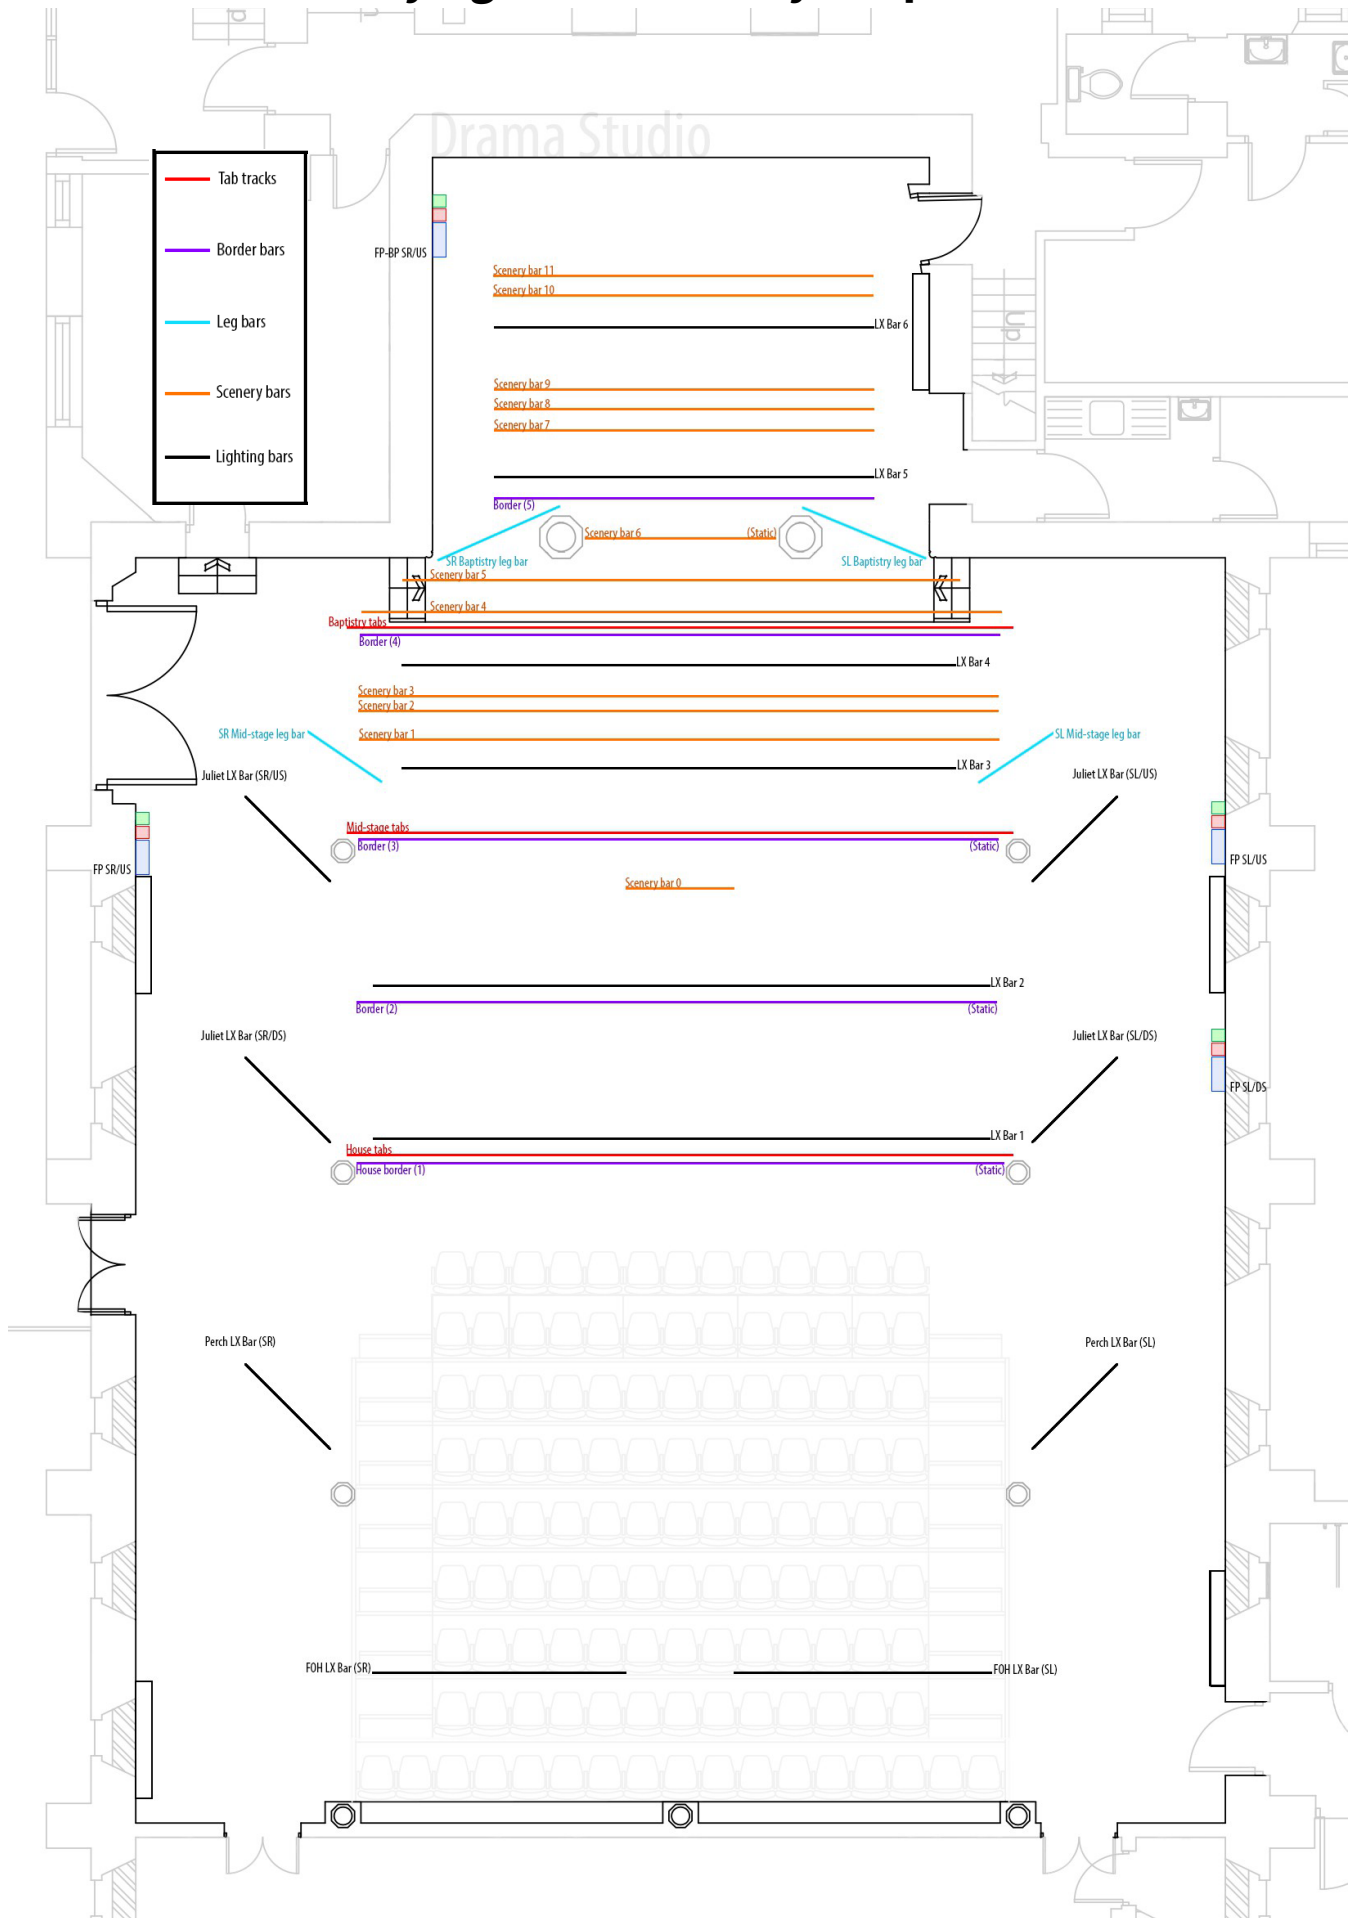 Drama Studio
Tab tracks
Border bars
Leg bars
Scenery bars
Lighting bars
FP-BP SR/US
Scenery bar 11
Scenery bar 10
LX Bar 6
Scenery bar 9
Scenery bar 8
Scenery bar 7
LX Bar 5
Border (5)
Scenery bar 6
(Static)
SR Baptistry leg bar
SL Baptistry leg bar
Scenery bar 5
Scenery bar 4
Baptistry tabs
Border (4)
LX Bar 4
Scenery bar 3
Scenery bar 2
Scenery bar 1
SR Mid-stage leg bar
SL Mid-stage leg bar
LX Bar 3
Juliet LX Bar (SR/US)
Juliet LX Bar (SL/US)
Mid-stage tabs
Border (3)
(Static)
FP SR/US
FP SL/US
Scenery bar 0
LX Bar 2
Border (2)
(Static)
Juliet LX Bar (SR/DS)
Juliet LX Bar (SL/DS)
FP SL/DS
LX Bar 1
House tabs
House border (1)
(Static)
Perch LX Bar (SR)
Perch LX Bar (SL)
FOH LX Bar (SR)
FOH LX Bar (SL)